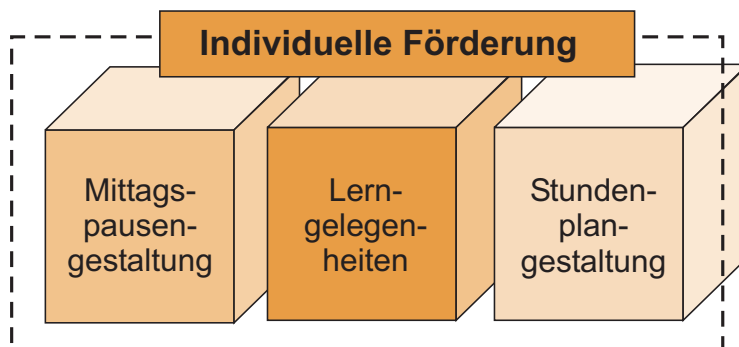 Individuelle Förderung
Mittags-
pausen-
gestaltung
Lern-
gelegen-
heiten
Stunden-
plan-
gestaltung